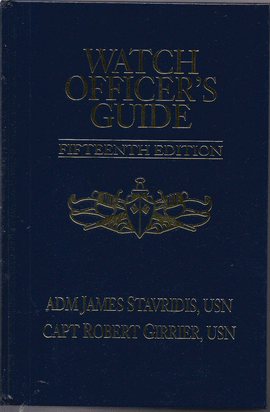 WATCH
OFFICER'S
GUIDE
FIFTEENTH EDITION
ADM JAMES STAVRIDIS, USN
CAPT ROBERT GIRRIER, USN